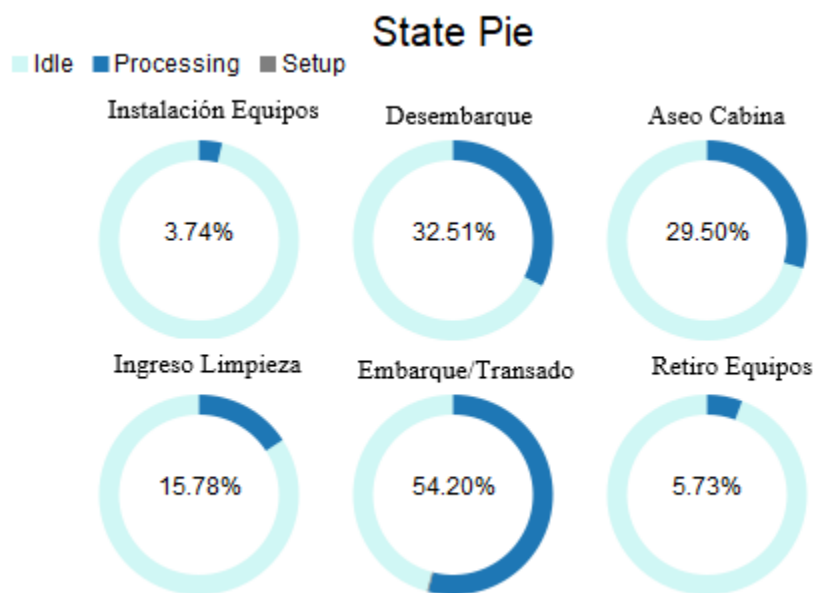 State Pie
Idle Processing Setup
Instalación Equipos Desembarque Aseo Cabina
3.74% 32.51% 29.50%
Ingreso Limpieza Embarque/Transado Retiro Equipos
15.78% 54.20% 5.73%